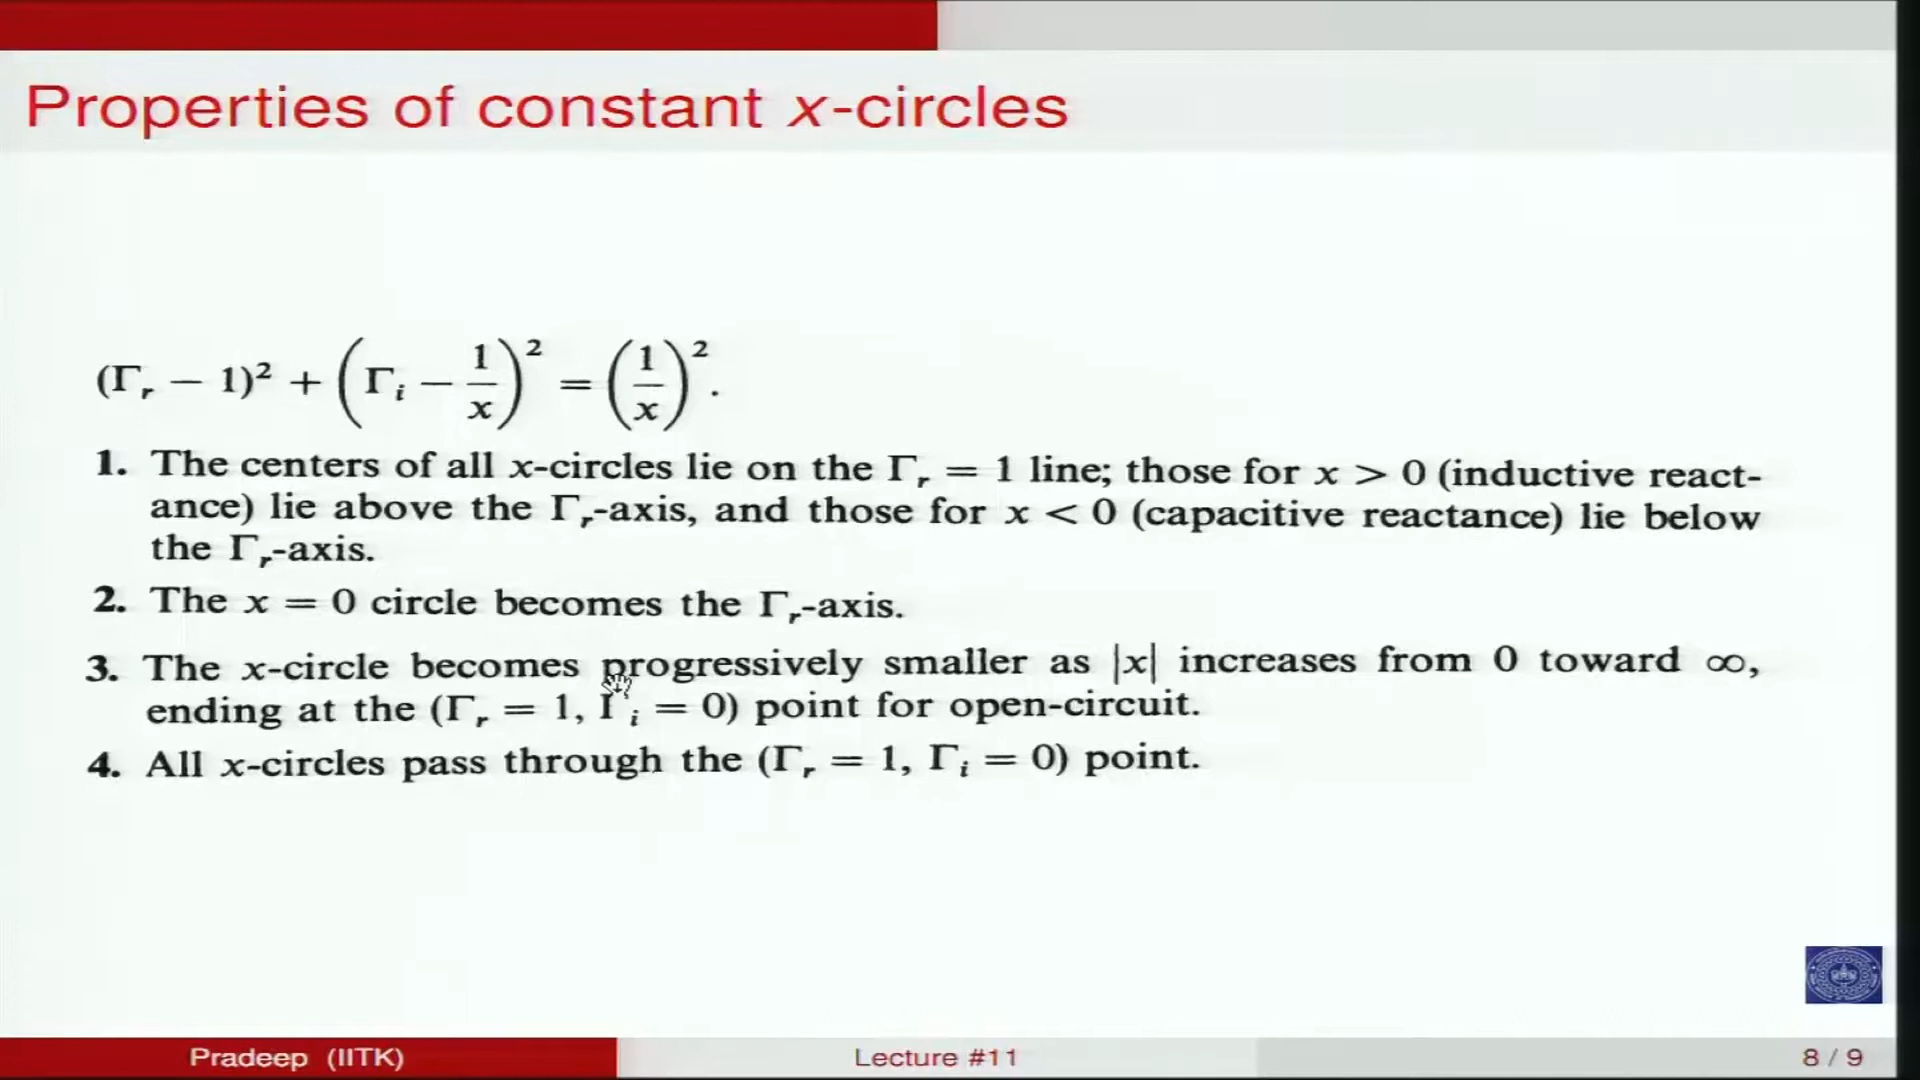 Properties of constant x-circles
(Γᵣ − 1)² + (Γᵢ − 1/x)² = (1/x)².
1. The centers of all x-circles lie on the Γᵣ = 1 line; those for x > 0 (inductive react-
ance) lie above the Γᵣ-axis, and those for x < 0 (capacitive reactance) lie below
the Γᵣ-axis.
2. The x = 0 circle becomes the Γᵣ-axis.
3. The x-circle becomes progressively smaller as |x| increases from 0 toward ∞,
ending at the (Γᵣ = 1, Γᵢ = 0) point for open-circuit.
4. All x-circles pass through the (Γᵣ = 1, Γᵢ = 0) point.
Pradeep (IITK) Lecture #11 8 / 9